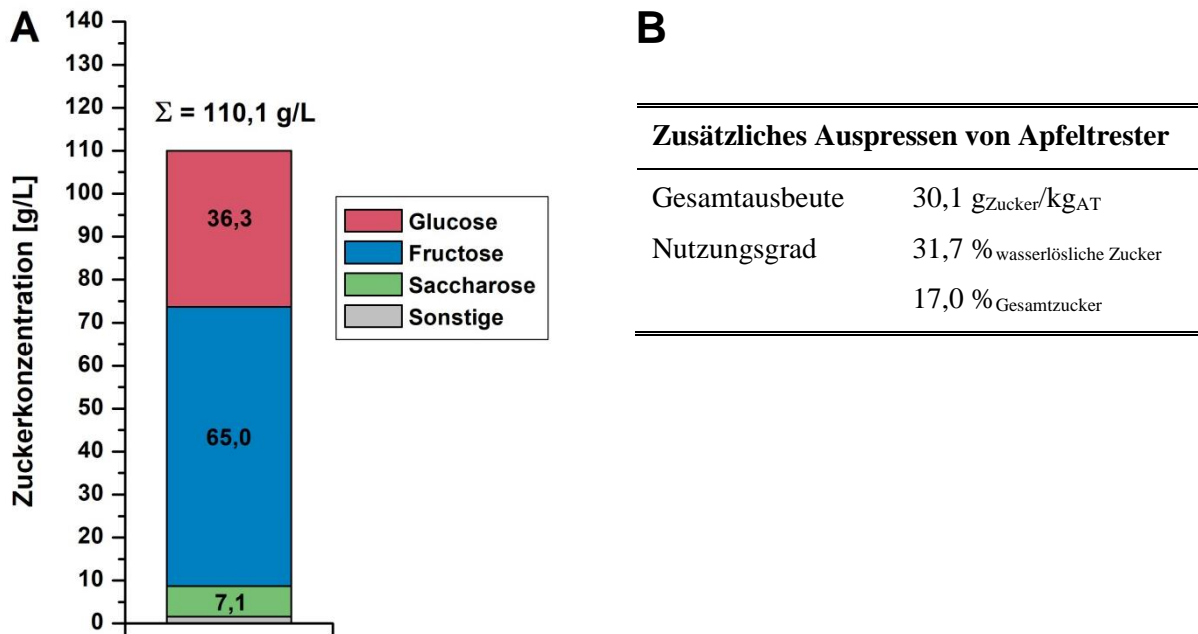 A
140
130
120
110
100
90
80
70
60
50
40
30
20
10
0
Zuckerkonzentration [g/L]
Σ = 110,1 g/L
36,3
65,0
7,1
Glucose
Fructose
Saccharose
Sonstige
B
Zusätzliches Auspressen von Apfeltrester
Gesamtausbeute 30,1 gZucker/kgAT
Nutzungsgrad 31,7 %wasserlösliche Zucker
17,0 %Gesamtzucker